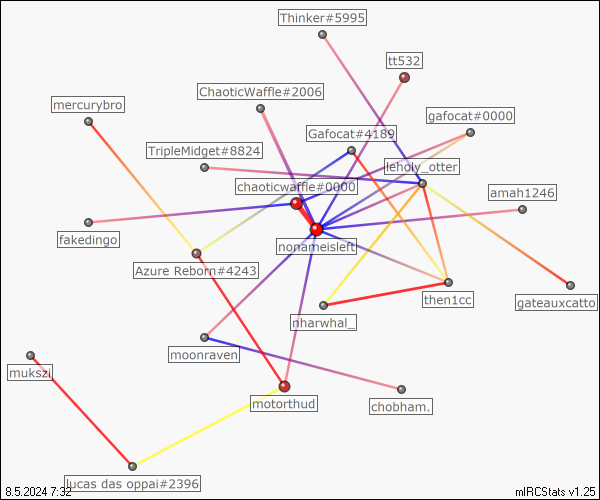 Thinker#5995
tt532
ChaoticWaffle#2006
mercurybro
gafocat#0000
Gafocat#4189
TripleMidget#8824
leholy_otter
chaoticwaffle#0000
amah1246
fakedingo
nonameisleft
Azure Reborn#4243
then1cc
gateauxcatto
nharwhal_
moonraven
mukszi
motorthud
chobham.
lucas das oppai#2396
8.5.2024 7:32
mIRCStats v1.25